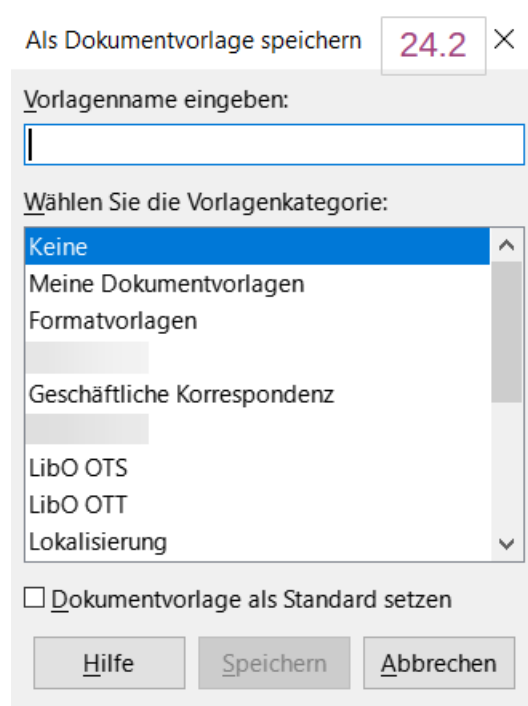 Als Dokumentvorlage speichern 24.2
Vorlagenname eingeben:
Wählen Sie die Vorlagenkategorie:
Keine
Meine Dokumentvorlagen
Formatvorlagen
Geschäftliche Korrespondenz
LibO OTS
LibO OTT
Lokalisierung
Dokumentvorlage als Standard setzen
Hilfe Speichern Abbrechen